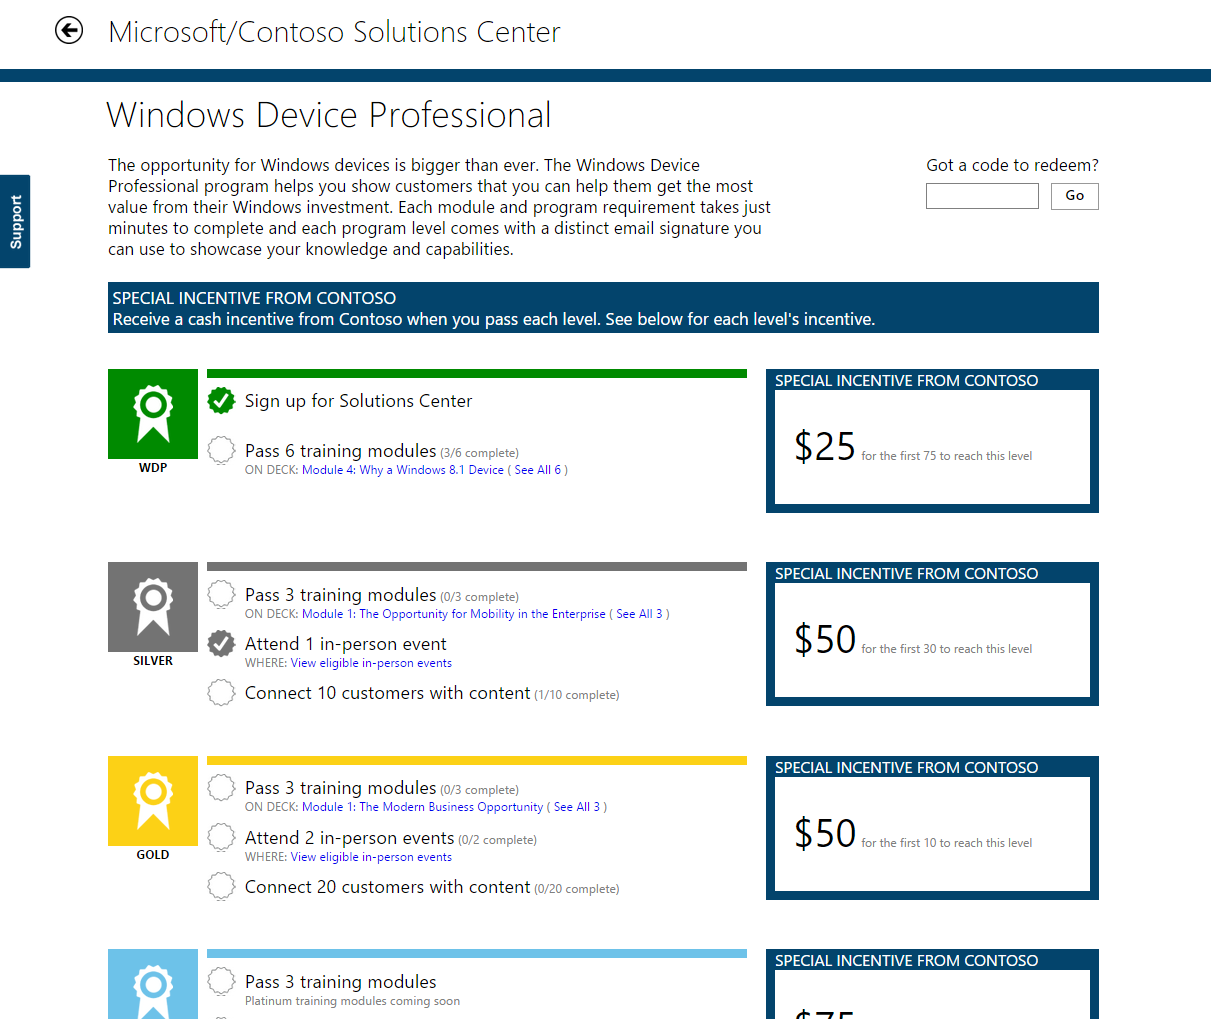 Microsoft/Contoso Solutions Center
Windows Device Professional
The opportunity for Windows devices is bigger than ever. The Windows Device
Professional program helps you show customers that you can help them get the most
value from their Windows investment. Each module and program requirement takes just
minutes to complete and each program level comes with a distinct email signature you
can use to showcase your knowledge and capabilities.
Got a code to redeem?
Go
Support
SPECIAL INCENTIVE FROM CONTOSO
Receive a cash incentive from Contoso when you pass each level. See below for each level's incentive.
WDP
Sign up for Solutions Center
Pass 6 training modules (3/6 complete)
ON DECK: Module 4: Why a Windows 8.1 Device ( See All 6 )
SPECIAL INCENTIVE FROM CONTOSO
$25 for the first 75 to reach this level
SILVER
Pass 3 training modules (0/3 complete)
ON DECK: Module 1: The Opportunity for Mobility in the Enterprise ( See All 3 )
Attend 1 in-person event
WHERE: View eligible in-person events
Connect 10 customers with content (1/10 complete)
SPECIAL INCENTIVE FROM CONTOSO
$50 for the first 30 to reach this level
GOLD
Pass 3 training modules (0/3 complete)
ON DECK: Module 1: The Modern Business Opportunity ( See All 3 )
Attend 2 in-person events (0/2 complete)
WHERE: View eligible in-person events
Connect 20 customers with content (0/20 complete)
SPECIAL INCENTIVE FROM CONTOSO
$50 for the first 10 to reach this level
Pass 3 training modules
Platinum training modules coming soon
SPECIAL INCENTIVE FROM CONTOSO
$75